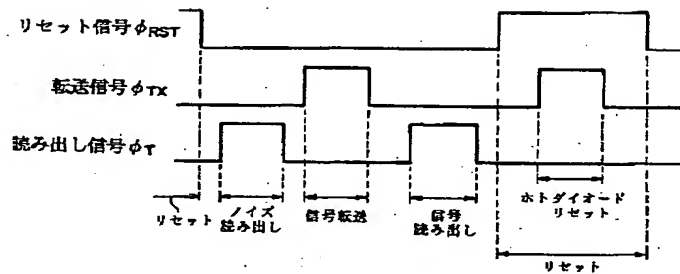 リセット信号φRST
転送信号φTX
読み出し信号φT
リセット
ノイズ
読み出し
信号転送
信号
読み出し
ホトダイオード
リセット
リセット